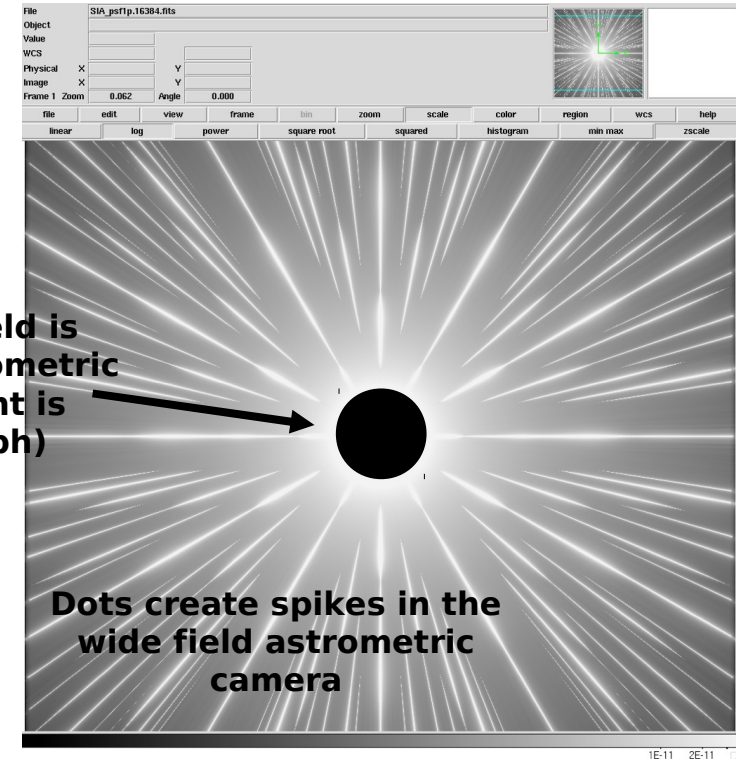 File SIA_psf1p.16384.fits
Object
Value
WCS
Physical X Y
Image X Y
Frame 1 Zoom 0.062 Angle 0.000
file edit view frame bin zoom scale color region wcs help
linear log power square root squared histogram min max zscale
eld is
ometric
nt is
ph)
Dots create spikes in the
wide field astrometric
camera
1E-11 2E-11